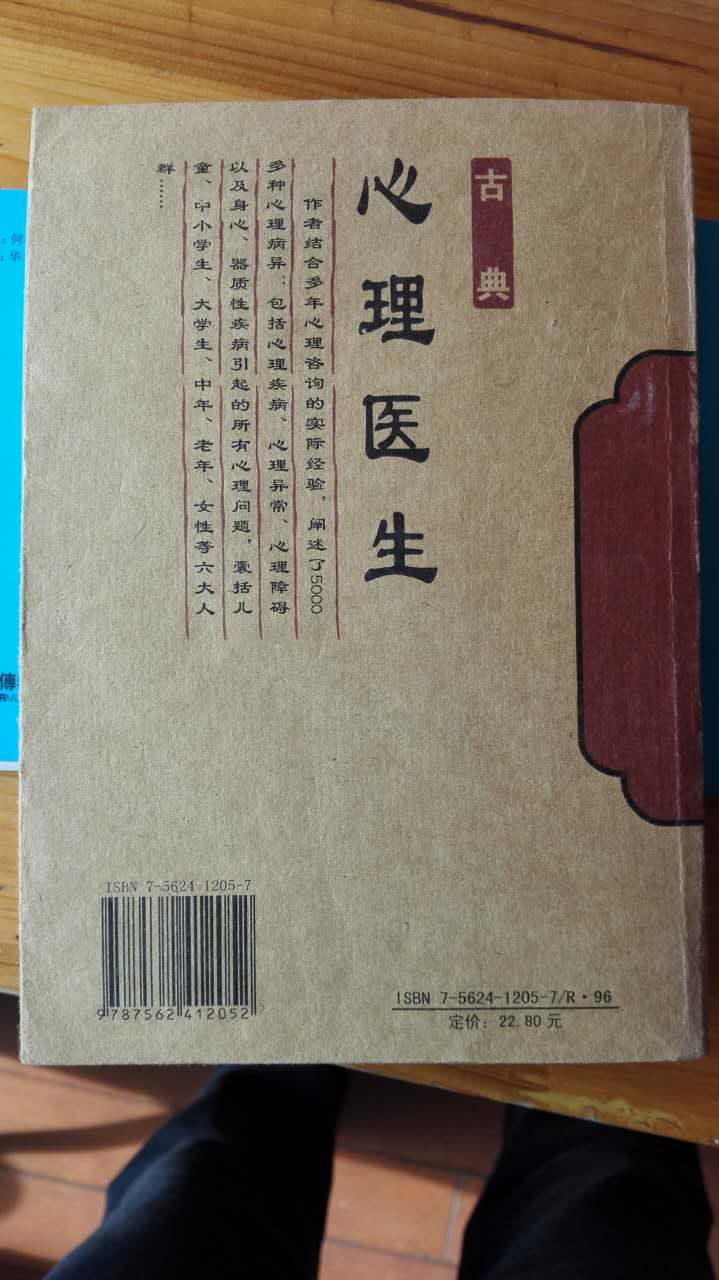 古典
心理医生
作者结合多年心理咨询的实际经验，阐述了5000
多种心理病异：包括心理疾病、心理异常、心理障碍
以及身心、器质性疾病引起的所有心理问题，囊括儿
童、中小学生、大学生、中年、老年、女性等六大人
群……
ISBN 7-5624-1205-7
9787562412052
ISBN 7-5624-1205-7/R·96
定价：22.80元
：何
：华
傳